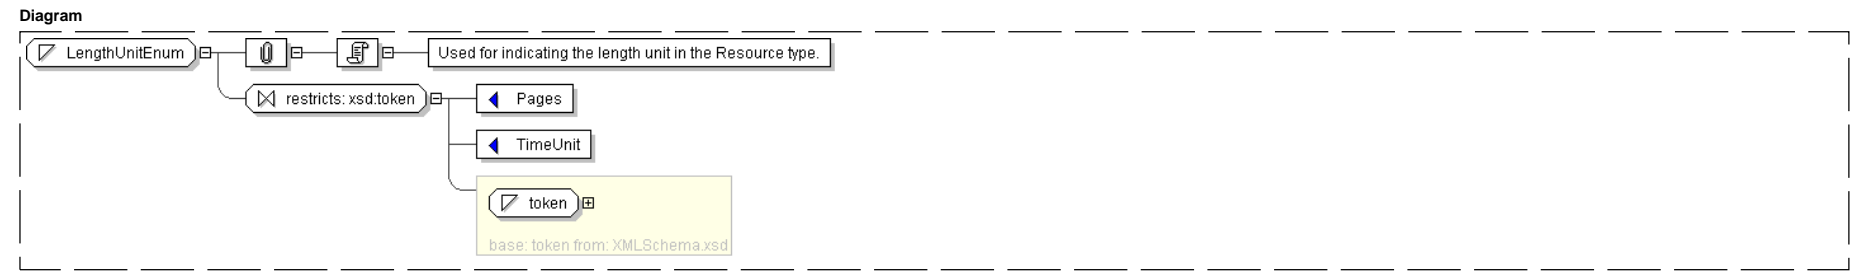 Diagram
LengthUnitEnum
Used for indicating the length unit in the Resource type.
restricts: xsd:token
Pages
TimeUnit
token
base: token from: XMLSchema.xsd